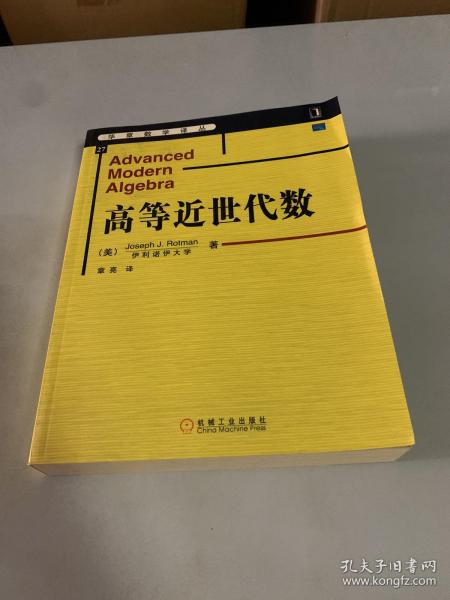 华章数学译丛
27
Advanced
Modern
Algebra
高等近世代数
(美) Joseph J. Rotman 著
伊利诺伊大学
章亮 译
机械工业出版社
China Machine Press
孔夫子旧书网
www.kongfz.com